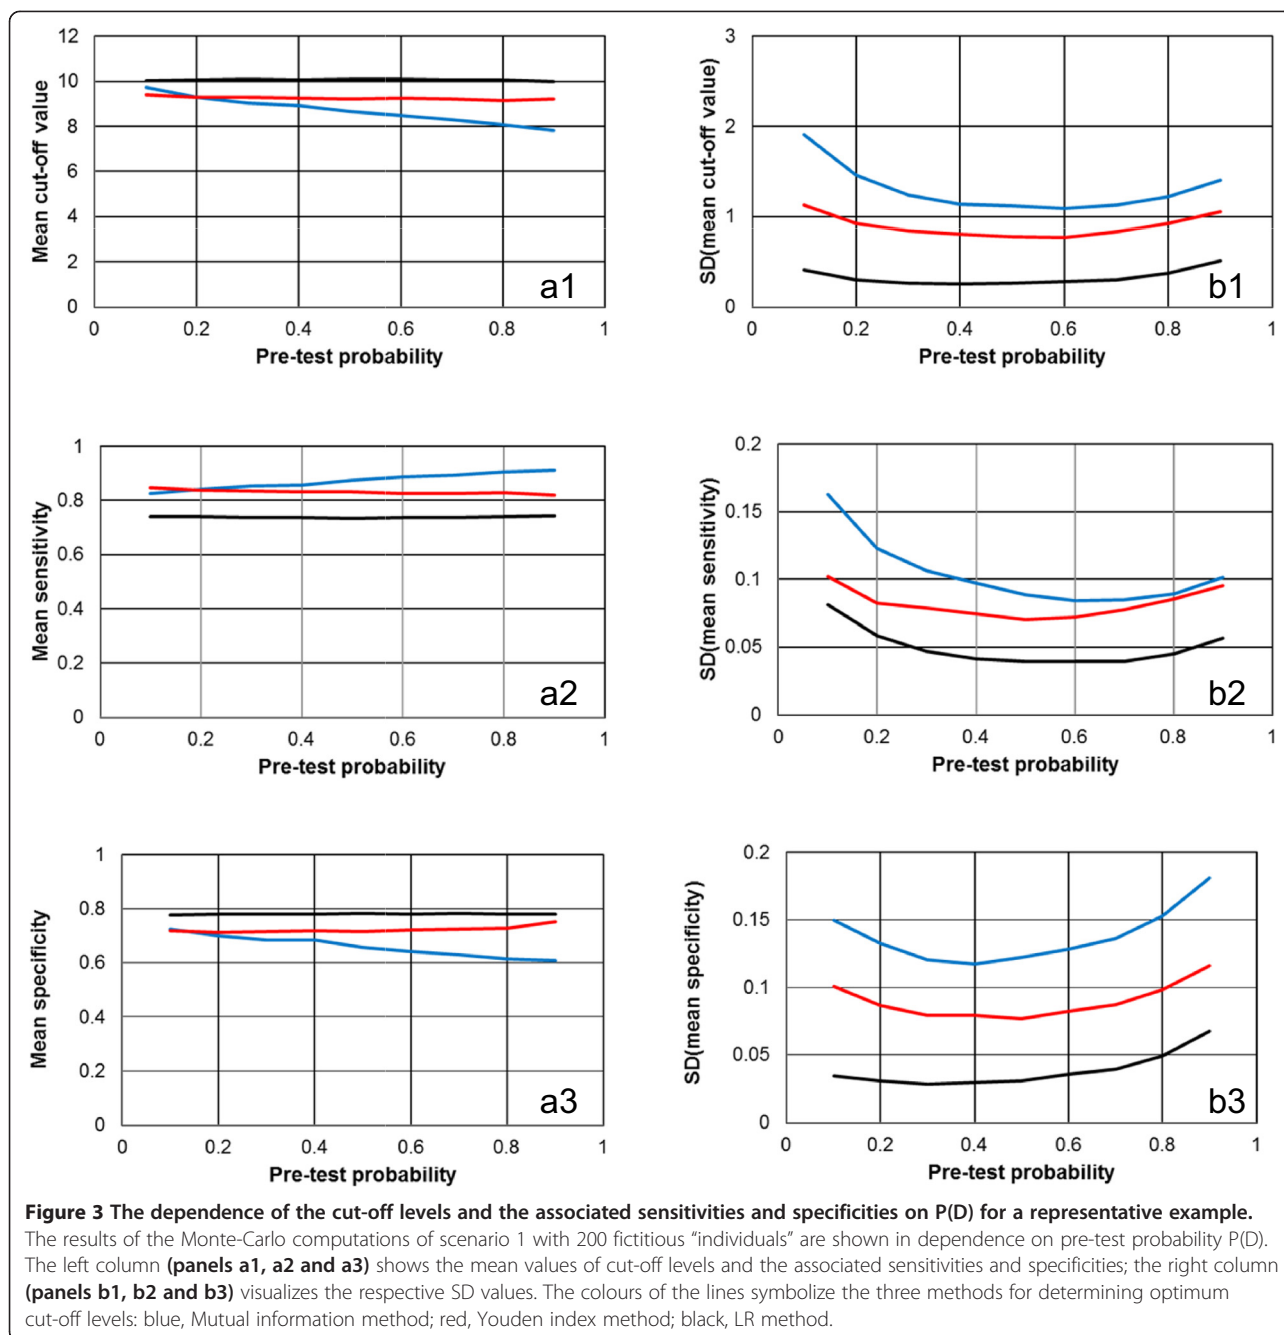 12
10
8
6
4
2
0
Mean cut-off value
0 0.2 0.4 0.6 0.8 1
Pre-test probability
a1
3
2
1
0
SD(mean cut-off value)
0 0.2 0.4 0.6 0.8 1
Pre-test probability
b1
1
0.8
0.6
0.4
0.2
0
Mean sensitivity
0 0.2 0.4 0.6 0.8 1
Pre-test probability
a2
0.2
0.15
0.1
0.05
0
SD(mean sensitivity)
0 0.2 0.4 0.6 0.8 1
Pre-test probability
b2
1
0.8
0.6
0.4
0.2
0
Mean specificity
0 0.2 0.4 0.6 0.8 1
Pre-test probability
a3
0.2
0.15
0.1
0.05
0
SD(mean specificity)
0 0.2 0.4 0.6 0.8 1
Pre-test probability
b3
Figure 3 The dependence of the cut-off levels and the associated sensitivities and specificities on P(D) for a representative example.
The results of the Monte-Carlo computations of scenario 1 with 200 fictitious “individuals” are shown in dependence on pre-test probability P(D).
The left column (panels a1, a2 and a3) shows the mean values of cut-off levels and the associated sensitivities and specificities; the right column
(panels b1, b2 and b3) visualizes the respective SD values. The colours of the lines symbolize the three methods for determining optimum
cut-off levels: blue, Mutual information method; red, Youden index method; black, LR method.